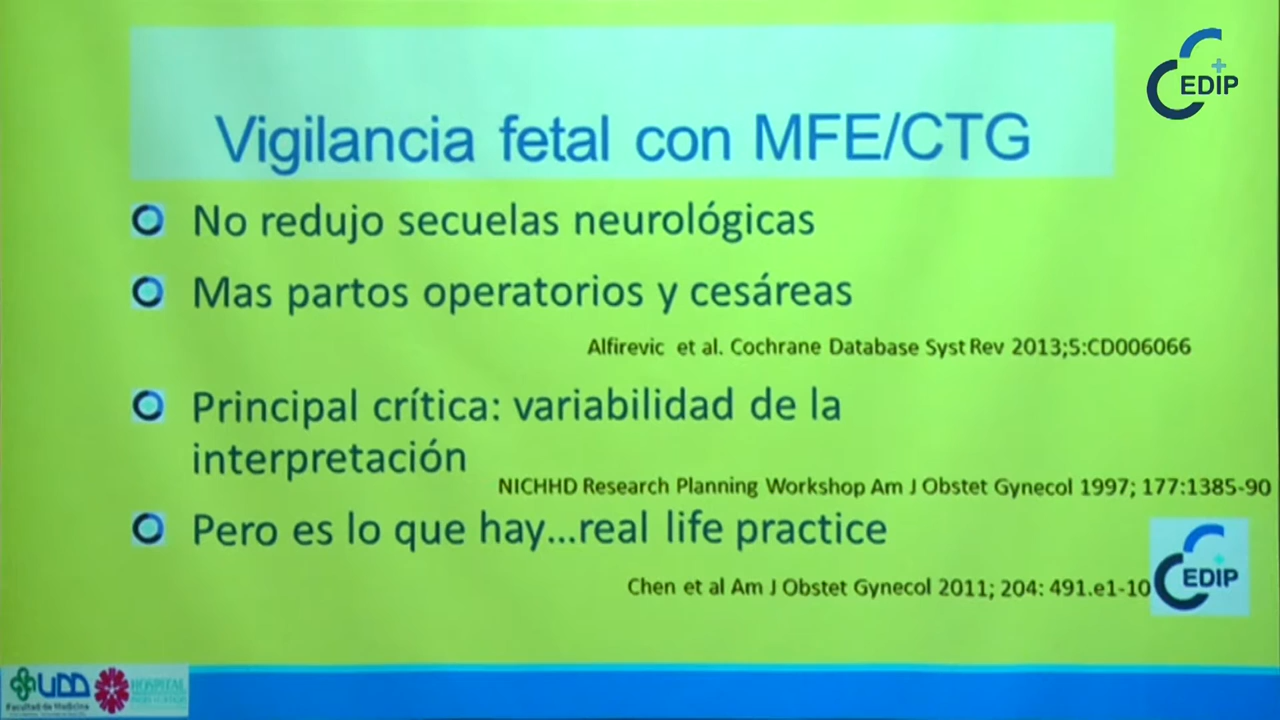 EDIP
Vigilancia fetal con MFE/CTG
No redujo secuelas neurológicas
Mas partos operatorios y cesáreas
Alfirevic et al. Cochrane Database Syst Rev 2013;5:CD006066
Principal crítica: variabilidad de la
interpretación
NICHHD Research Planning Workshop Am J Obstet Gynecol 1997; 177:1385-90
Pero es lo que hay...real life practice
Chen et al Am J Obstet Gynecol 2011; 204: 491.e1-10
EDIP
UDD
Facultad de Medicina
HOSPITAL